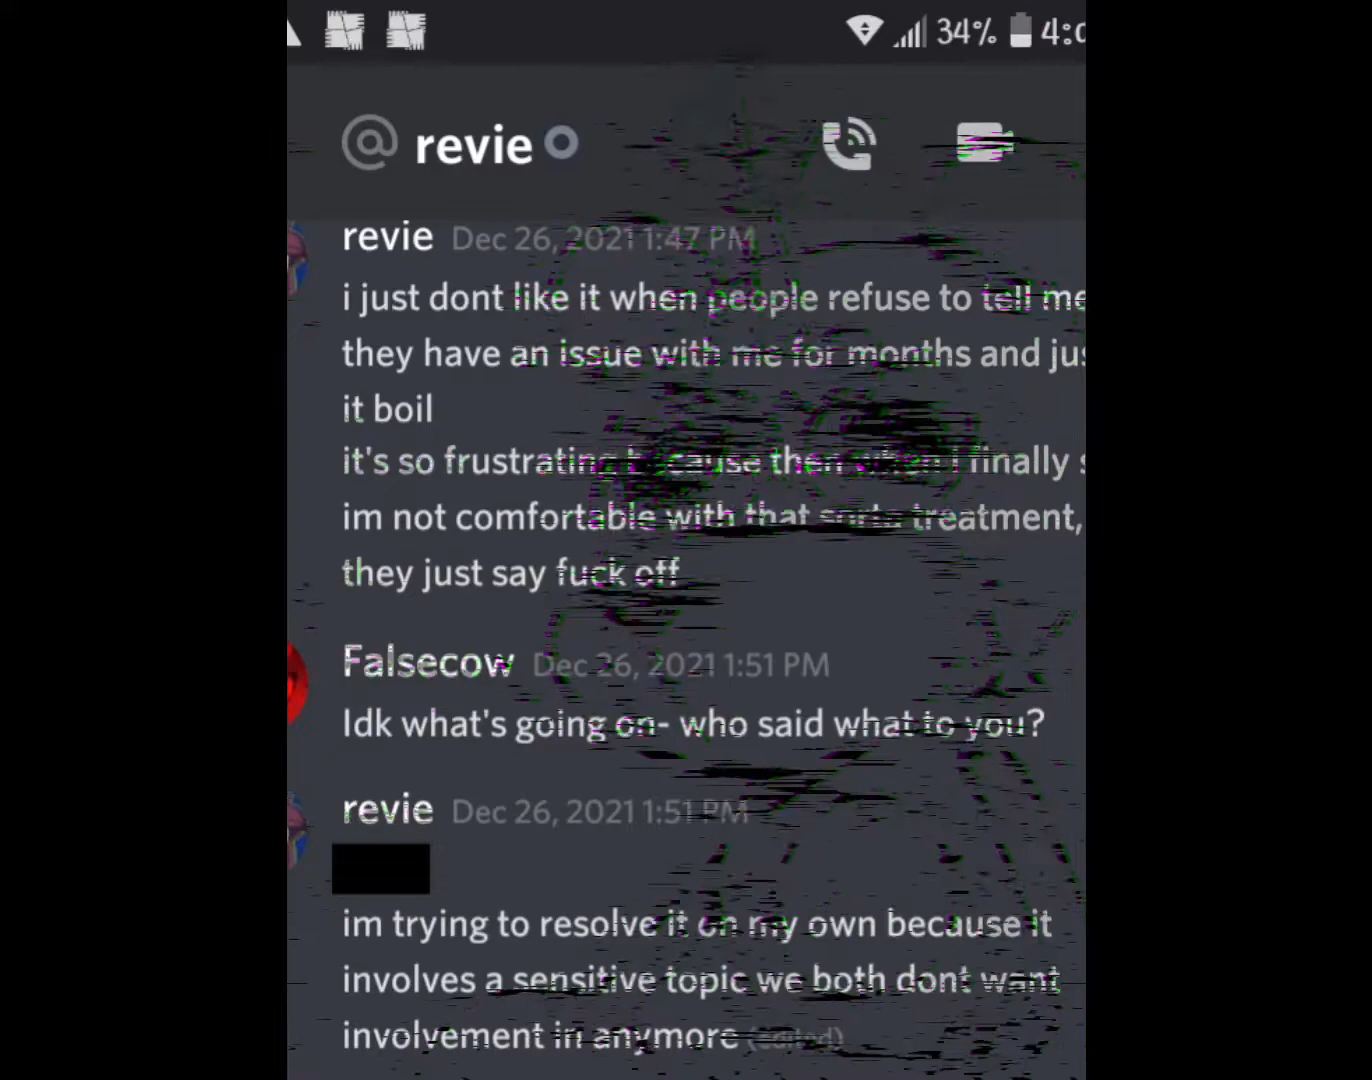 34% 4:0
@ revie
revie Dec 26, 2021 1:47 PM
i just dont like it when people refuse to tell me
they have an issue with me for months and jus
it boil
it's so frustrating because then when i finally s
im not comfortable with that sorta treatment,
they just say fuck off
Falsecow Dec 26, 2021 1:51 PM
Idk what's going on- who said what to you?
revie Dec 26, 2021 1:51 PM
im trying to resolve it on my own because it
involves a sensitive topic we both dont want
involvement in anymore (edited)